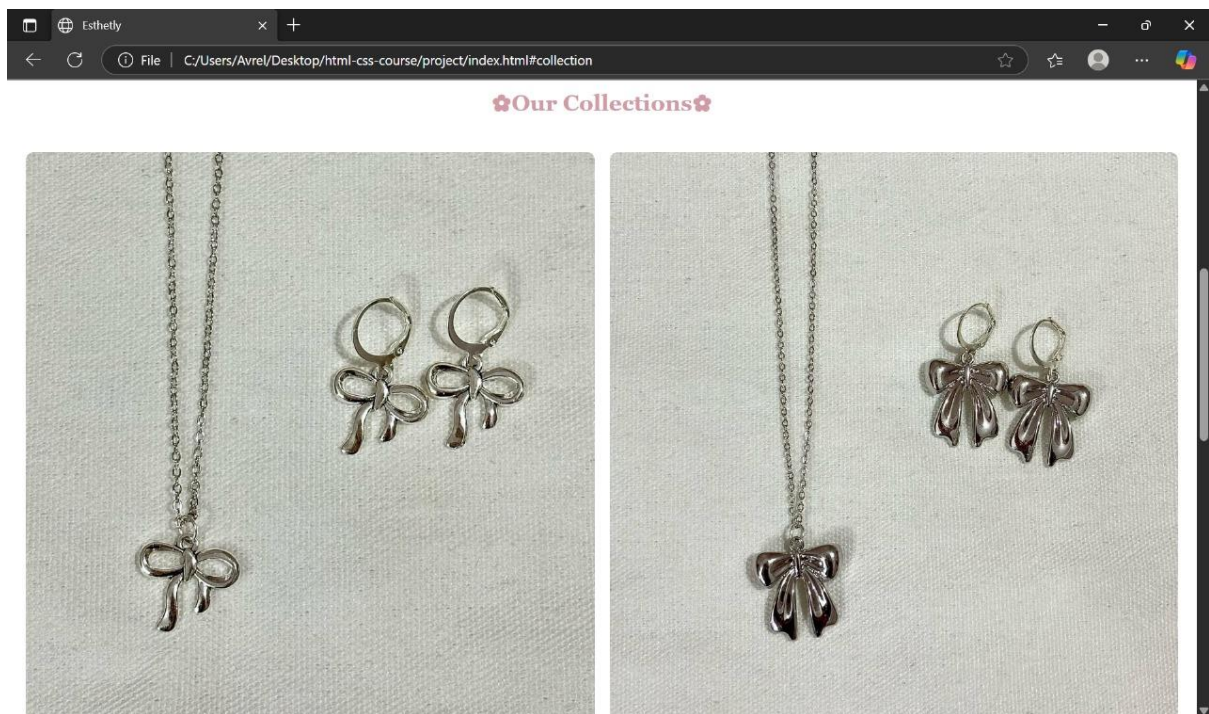 Esthetly
File | C:/Users/Avrel/Desktop/html-css-course/project/index.html#collection
✿Our Collections✿